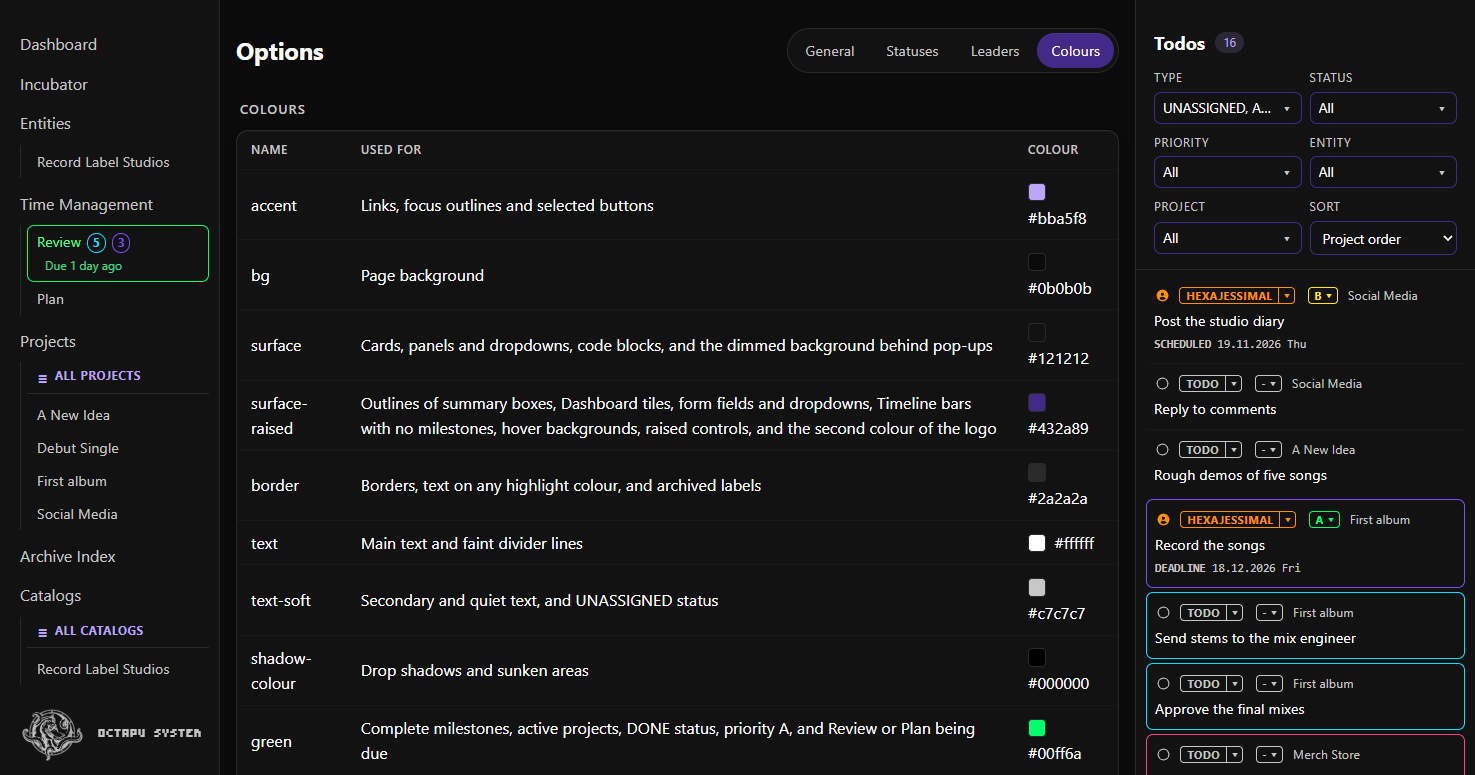 Dashboard
Incubator
Entities
Record Label Studios
Time Management
Review 5 3
Due 1 day ago
Plan
Projects
ALL PROJECTS
A New Idea
Debut Single
First album
Social Media
Archive Index
Catalogs
ALL CATALOGS
Record Label Studios
OCTAPU SYSTEM
Options
General Statuses Leaders Colours
COLOURS
NAME USED FOR COLOUR
accent Links, focus outlines and selected buttons #bba5f8
bg Page background #0b0b0b
surface Cards, panels and dropdowns, code blocks, and the dimmed background behind pop-ups #121212
surface-
raised
Outlines of summary boxes, Dashboard tiles, form fields and dropdowns, Timeline bars
with no milestones, hover backgrounds, raised controls, and the second colour of the logo
#432a89
border Borders, text on any highlight colour, and archived labels #2a2a2a
text Main text and faint divider lines #ffffff
text-soft Secondary and quiet text, and UNASSIGNED status #c7c7c7
shadow-
colour
Drop shadows and sunken areas
#000000
green
Complete milestones, active projects, DONE status, priority A, and Review or Plan being
due
#00ff6a
Todos 16
TYPE STATUS
UNASSIGNED, A... All
PRIORITY ENTITY
All All
PROJECT SORT
All Project order
HEXAJESSIMAL B Social Media
Post the studio diary
SCHEDULED 19.11.2026 Thu
TODO - Social Media
Reply to comments
TODO - A New Idea
Rough demos of five songs
HEXAJESSIMAL A First album
Record the songs
DEADLINE 18.12.2026 Fri
TODO - First album
Send stems to the mix engineer
TODO - First album
Approve the final mixes
TODO - Merch Store